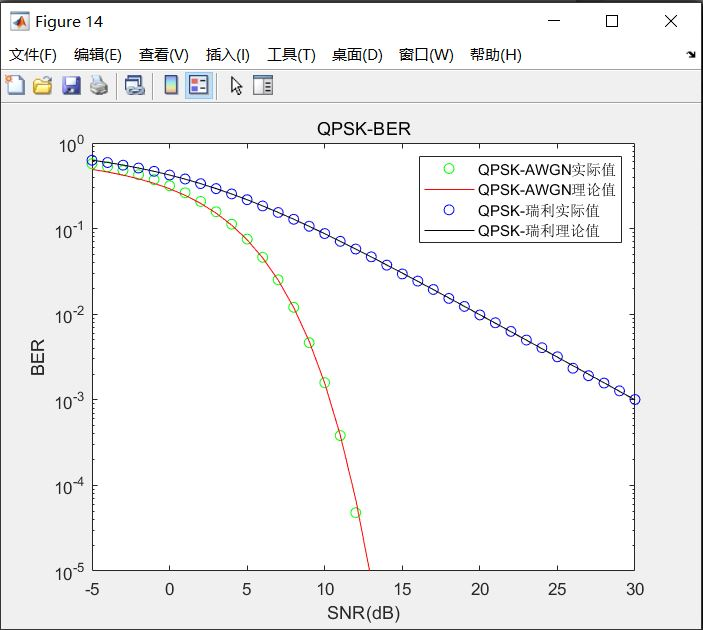 Figure 14
文件(F) 编辑(E) 查看(V) 插入(I) 工具(T) 桌面(D) 窗口(W) 帮助(H)
QPSK-BER
QPSK-AWGN实际值
QPSK-AWGN理论值
QPSK-瑞利实际值
QPSK-瑞利理论值
10^0
10^-1
10^-2
10^-3
10^-4
10^-5
BER
-5 0 5 10 15 20 25 30
SNR(dB)